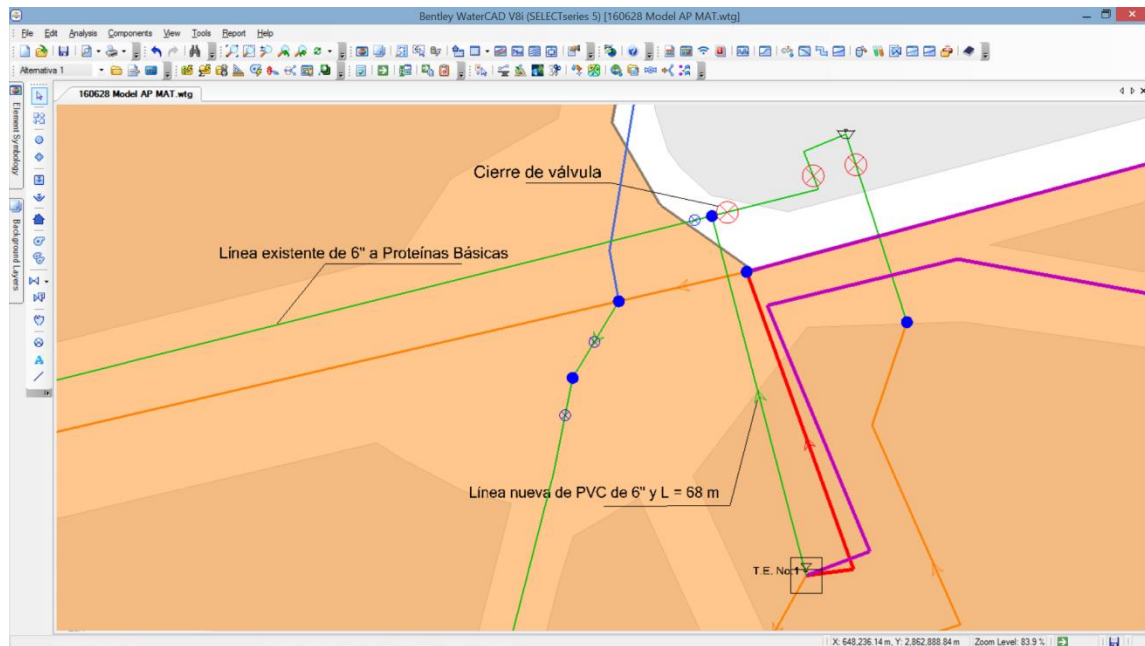 Bentley WaterCAD V8i (SELECTseries 5) [160628 Model AP MAT.wtg]
File Edit Analysis Components View Tools Report Help
Alternativa 1
160628 Model AP MAT.wtg
Element Symbology
Background Layers
Cierre de válvula
Línea existente de 6" a Proteínas Básicas
Línea nueva de PVC de 6" y L = 68 m
T.E. No.1
X: 648,236.14 m, Y: 2,862,888.84 m Zoom Level: 83.9 %